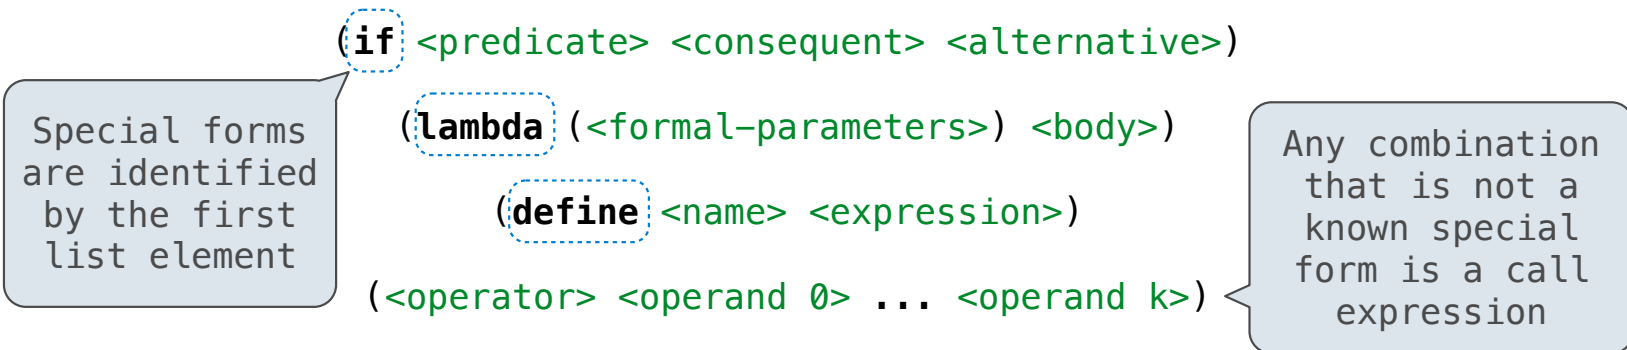 (if <predicate> <consequent> <alternative>)
Special forms
are identified
by the first
list element
(lambda (<formal-parameters>) <body>)
(define <name> <expression>)
(<operator> <operand 0> ... <operand k>)
Any combination
that is not a
known special
form is a call
expression